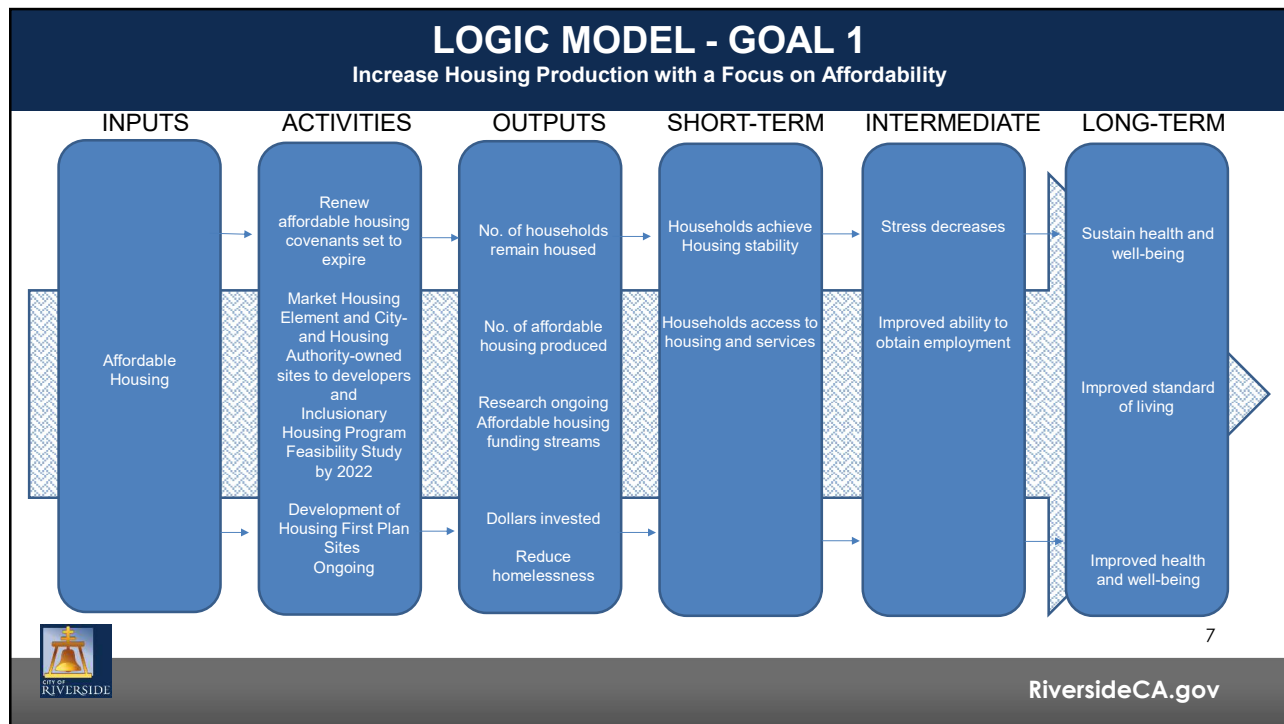 LOGIC MODEL - GOAL 1
Increase Housing Production with a Focus on Affordability
INPUTS
Affordable
Housing
ACTIVITIES
Renew
affordable housing
covenants set to
expire
Market Housing
Element and City-
and Housing
Authority-owned
sites to developers
and
Inclusionary
Housing Program
Feasibility Study
by 2022
Development of
Housing First Plan
Sites
Ongoing
OUTPUTS
No. of households
remain housed
No. of affordable
housing produced
Research ongoing
Affordable housing
funding streams
Dollars invested
Reduce
homelessness
SHORT-TERM
Households achieve
Housing stability
Households access to
housing and services
INTERMEDIATE
Stress decreases
Improved ability to
obtain employment
LONG-TERM
Sustain health and
well-being
Improved standard
of living
Improved health
and well-being
7
CITY OF
RIVERSIDE
RiversideCA.gov